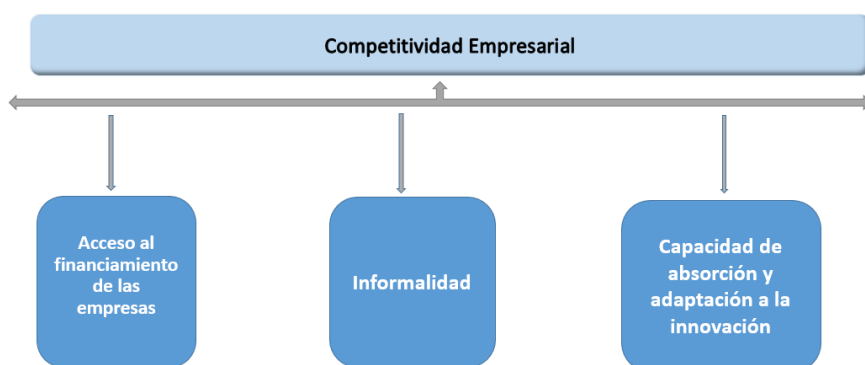 Competitividad Empresarial
Acceso al
financiamiento
de las
empresas
Informalidad
Capacidad de
absorción y
adaptación a la
innovación